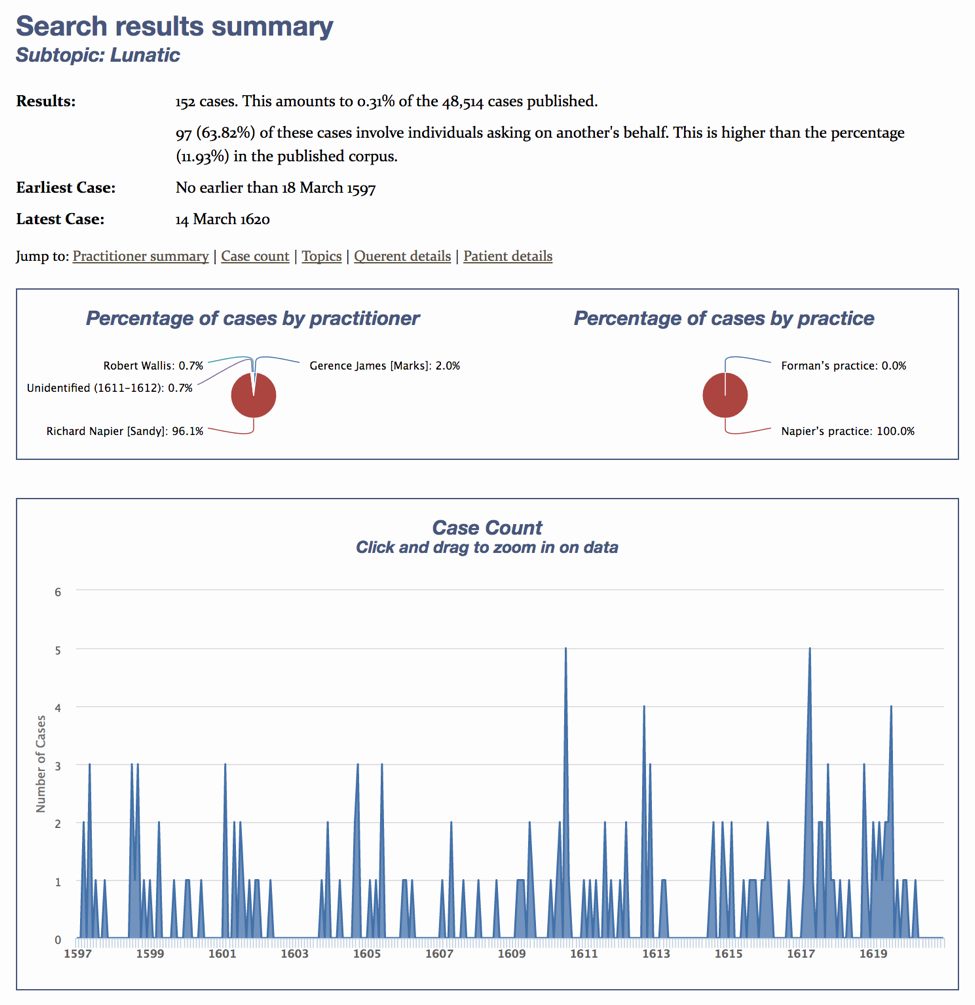 Search results summary
Subtopic: Lunatic
Results: 152 cases. This amounts to 0.31% of the 48,514 cases published.
97 (63.82%) of these cases involve individuals asking on another's behalf. This is higher than the percentage
(11.93%) in the published corpus.
Earliest Case: No earlier than 18 March 1597
Latest Case: 14 March 1620
Jump to: Practitioner summary | Case count | Topics | Querent details | Patient details
Percentage of cases by practitioner
Robert Wallis: 0.7%
Gerence James [Marks]: 2.0%
Unidentified (1611-1612): 0.7%
Richard Napier [Sandy]: 96.1%
Percentage of cases by practice
Forman's practice: 0.0%
Napier's practice: 100.0%
Case Count
Click and drag to zoom in on data
Number of Cases
6
5
4
3
2
1
0
1597 1599 1601 1603 1605 1607 1609 1611 1613 1615 1617 1619